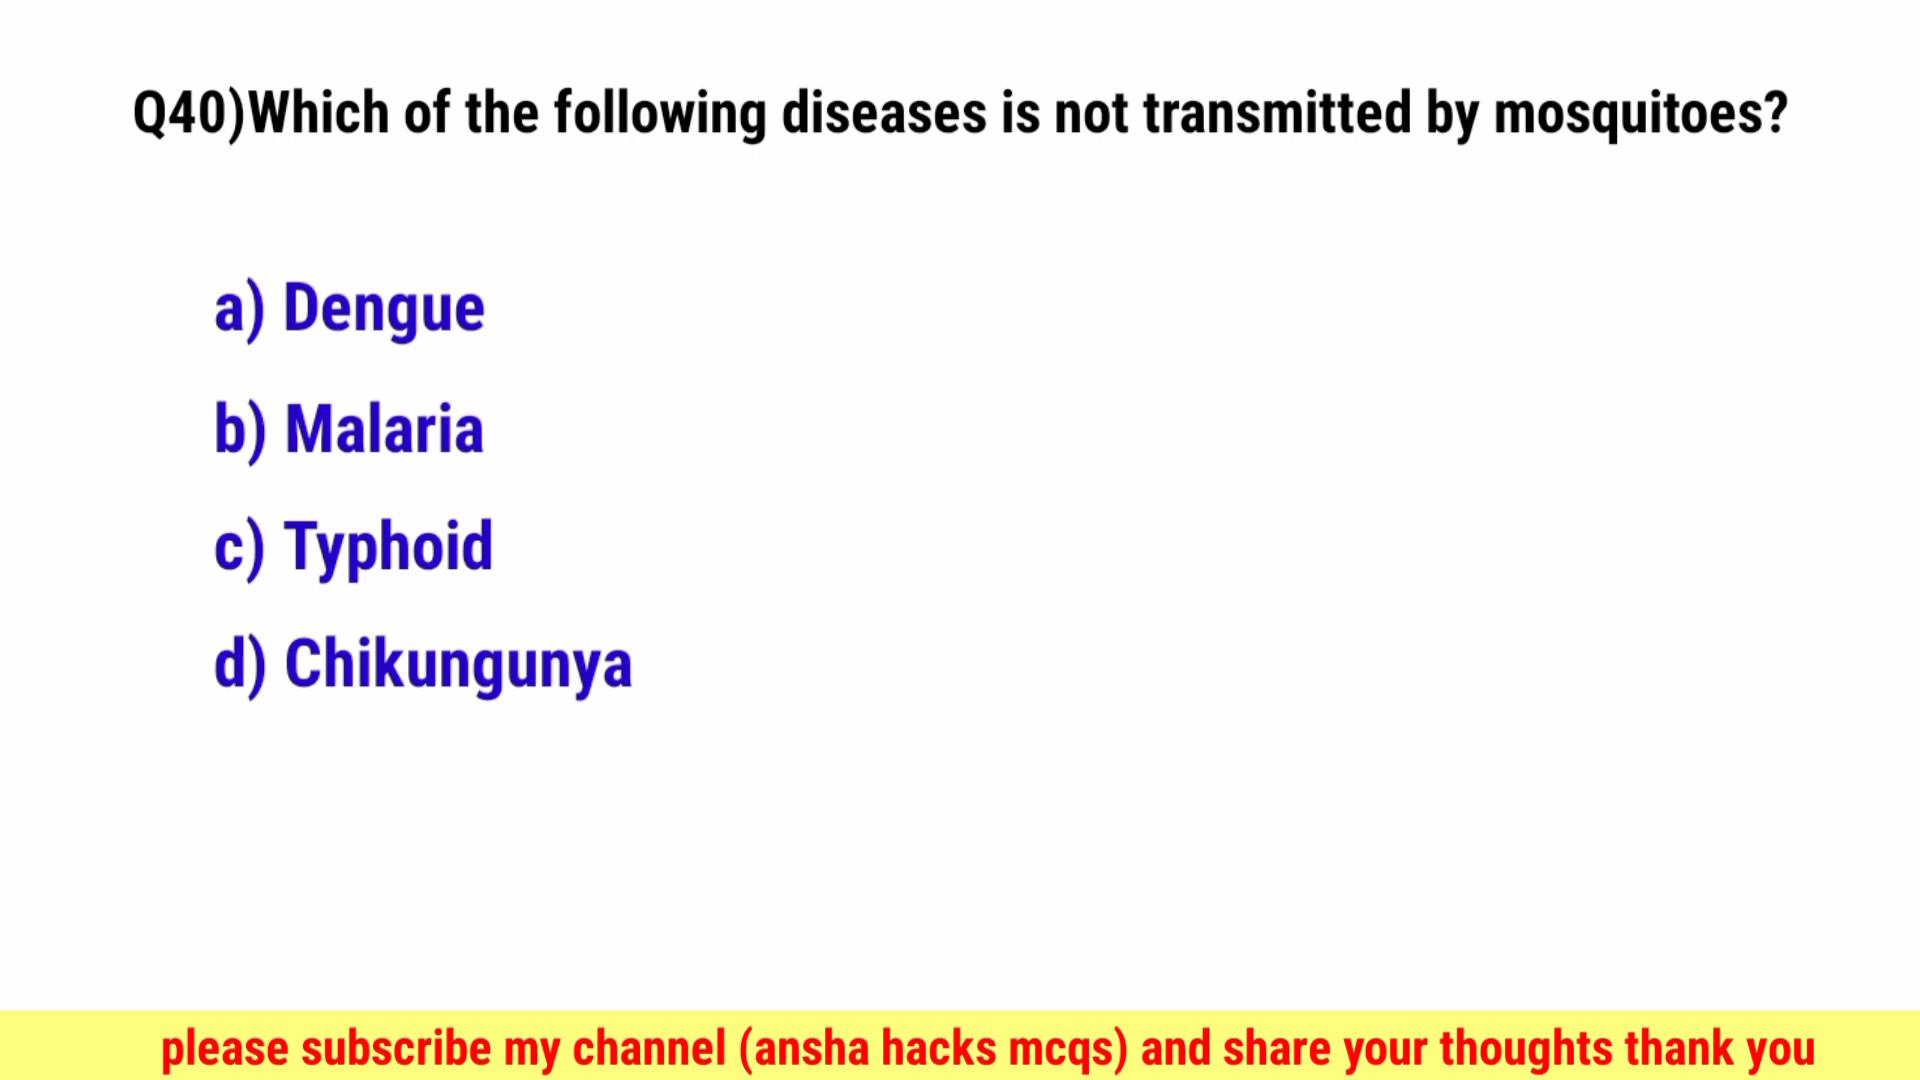 Q40)Which of the following diseases is not transmitted by mosquitoes?
a) Dengue
b) Malaria
c) Typhoid
d) Chikungunya
please subscribe my channel (ansha hacks mcqs) and share your thoughts thank you